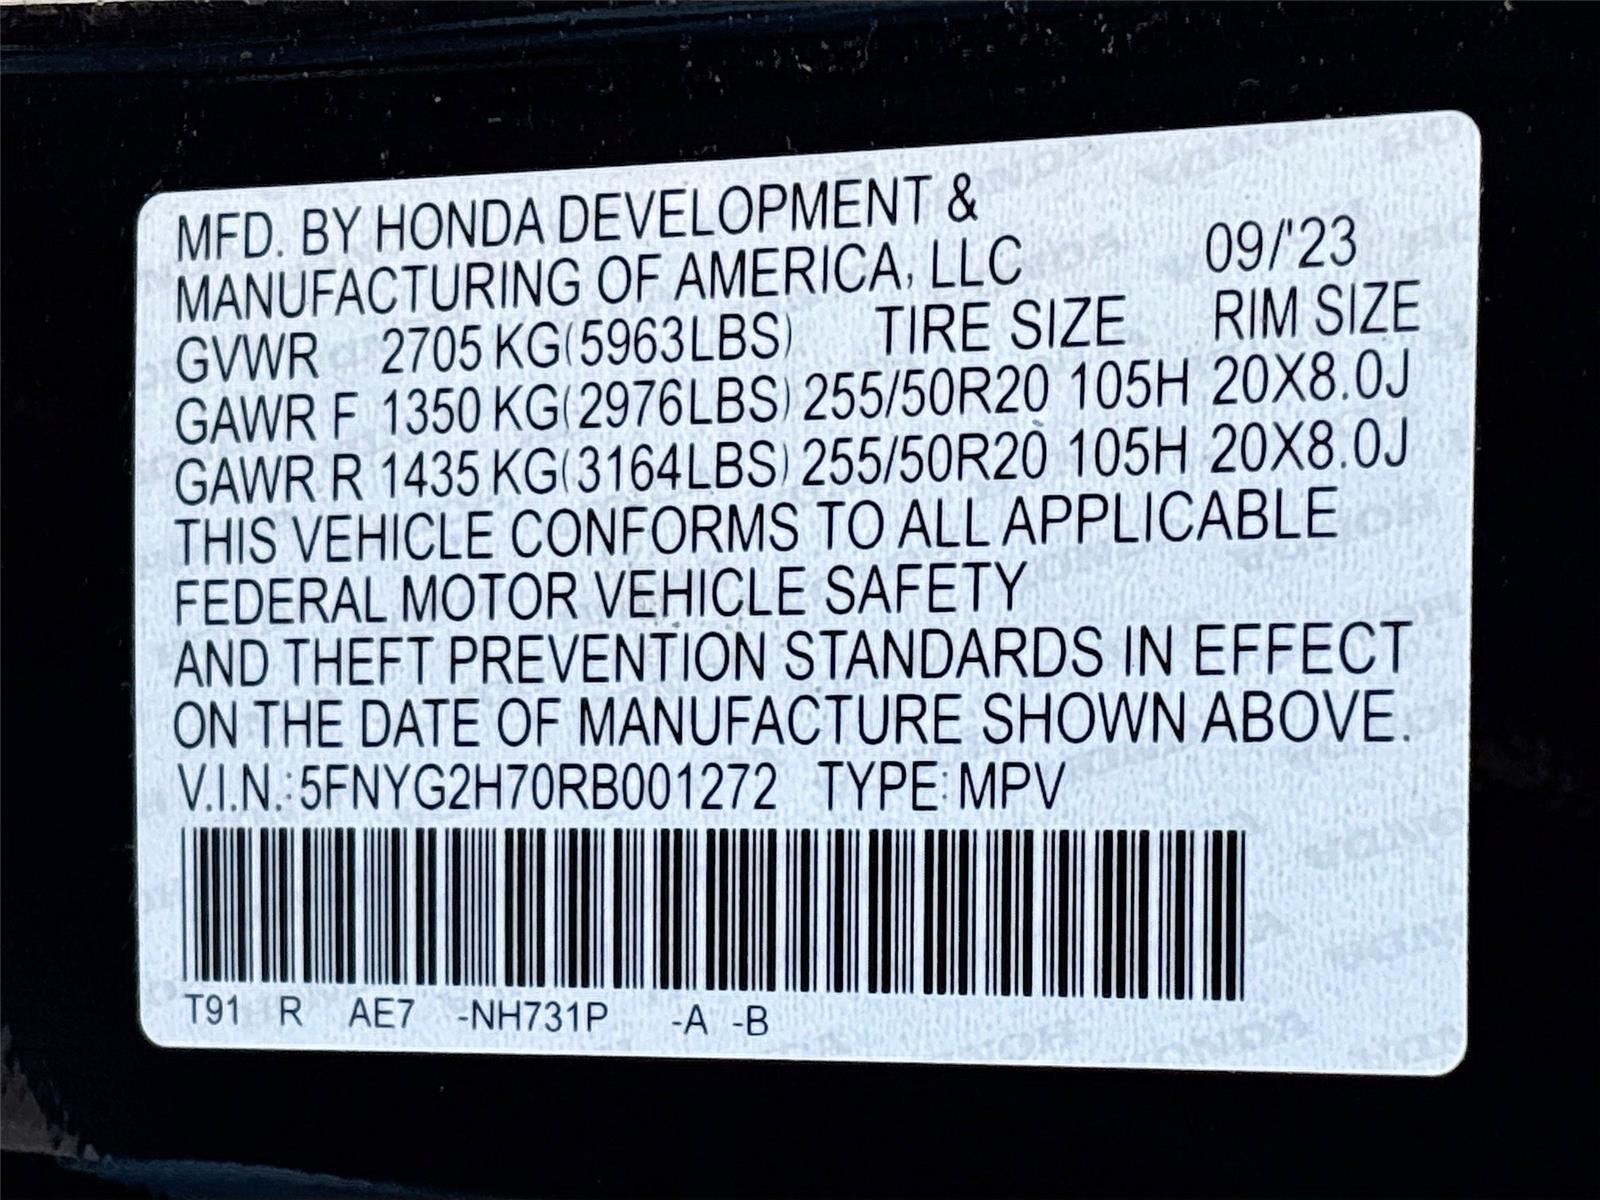 MFD. BY HONDA DEVELOPMENT &
MANUFACTURING OF AMERICA, LLC 09/'23
GVWR 2705 KG(5963LBS) TIRE SIZE RIM SIZE
GAWR F 1350 KG(2976LBS) 255/50R20 105H 20X8.0J
GAWR R 1435 KG(3164LBS) 255/50R20 105H 20X8.0J
THIS VEHICLE CONFORMS TO ALL APPLICABLE
FEDERAL MOTOR VEHICLE SAFETY
AND THEFT PREVENTION STANDARDS IN EFFECT
ON THE DATE OF MANUFACTURE SHOWN ABOVE.
V.I.N.: 5FNYG2H70RB001272 TYPE: MPV
T91 R AE7 -NH731P -A -B